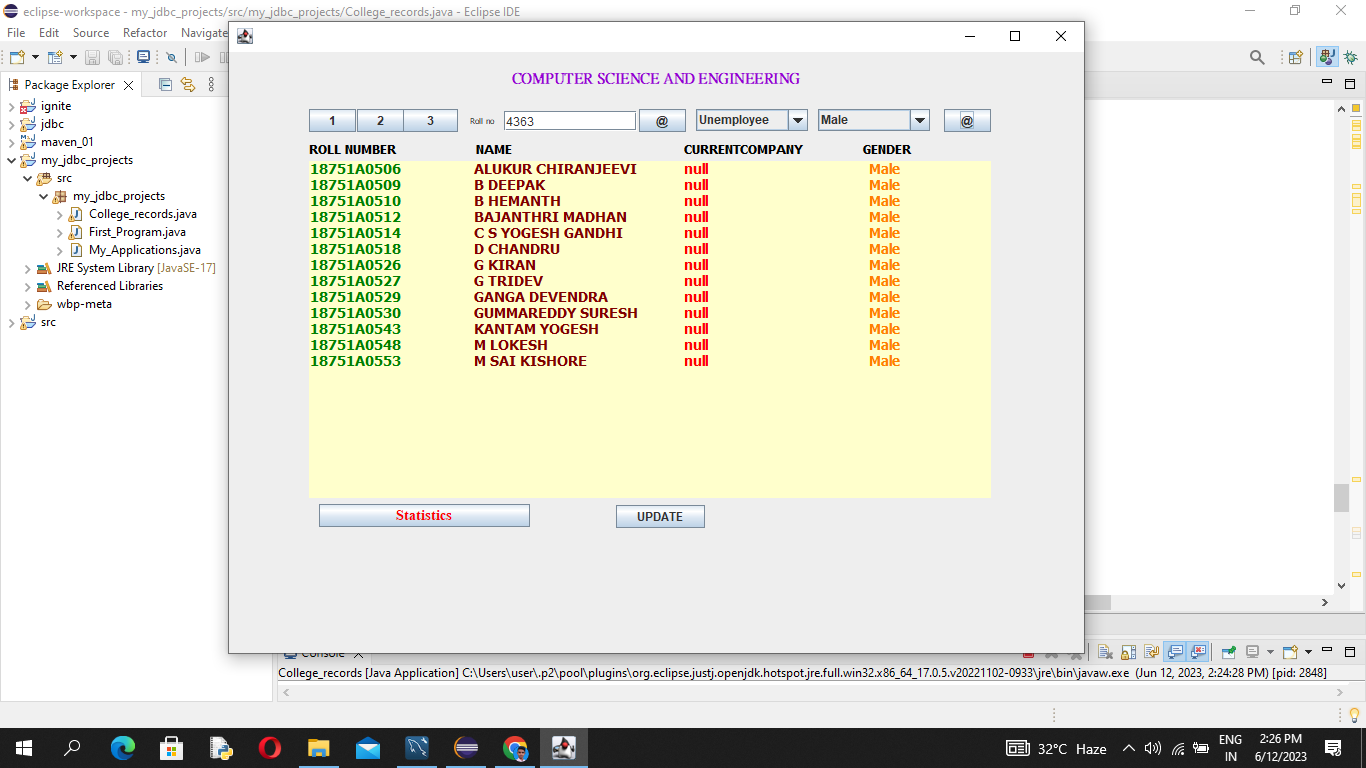 eclipse-workspace - my_jdbc_projects/src/my_jdbc_projects/College_records.java - Eclipse IDE
File Edit Source Refactor Navigate
Package Explorer
ignite
jdbc
maven_01
my_jdbc_projects
src
my_jdbc_projects
College_records.java
First_Program.java
My_Applications.java
JRE System Library [JavaSE-17]
Referenced Libraries
wbp-meta
src
COMPUTER SCIENCE AND ENGINEERING
1 2 3 Roll no 4363 @ Unemployee Male @
ROLL NUMBER NAME CURRENTCOMPANY GENDER
18751A0506 ALUKUR CHIRANJEEVI null Male
18751A0509 B DEEPAK null Male
18751A0510 B HEMANTH null Male
18751A0512 BAJANTHRI MADHAN null Male
18751A0514 C S YOGESH GANDHI null Male
18751A0518 D CHANDRU null Male
18751A0526 G KIRAN null Male
18751A0527 G TRIDEV null Male
18751A0529 GANGA DEVENDRA null Male
18751A0530 GUMMAREDDY SURESH null Male
18751A0543 KANTAM YOGESH null Male
18751A0548 M LOKESH null Male
18751A0553 M SAI KISHORE null Male
Statistics UPDATE
Console
College_records [Java Application] C:\Users\user\.p2\pool\plugins\org.eclipse.justj.openjdk.hotspot.jre.full.win32.x86_64_17.0.5.v20221102-0933\jre\bin\javaw.exe (Jun 12, 2023, 2:24:28 PM) [pid: 2848]
32°C Haze
ENG
IN
2:26 PM
6/12/2023